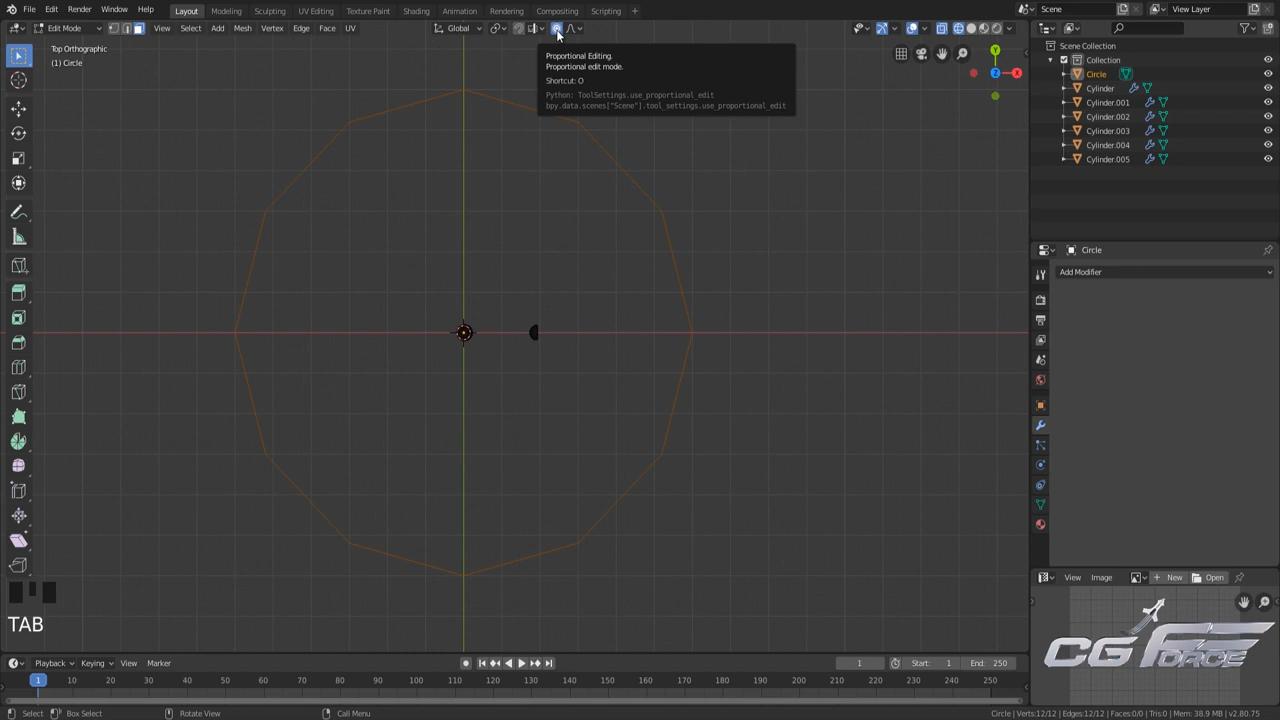 File Edit Render Window Help Layout Modeling Sculpting UV Editing Texture Paint Shading Animation Rendering Compositing Scripting + Scene View Layer
Edit Mode View Select Add Mesh Vertex Edge Face UV Global
Top Orthographic
(1) Circle
Proportional Editing.
Proportional edit mode.
Shortcut: O
Python: ToolSettings.use_proportional_edit
bpy.data.scenes["Scene"].tool_settings.use_proportional_edit
Y
Z
X
Scene Collection
Collection
Circle
Cylinder
Cylinder.001
Cylinder.002
Cylinder.003
Cylinder.004
Cylinder.005
Circle
Add Modifier
View Image + New Open
TAB
CG FORCE
Playback Keying View Marker 1 Start: 1 End: 250
1 10 20 30 40 50 60 70 80 90 100 110 120 130 140 150 160 170 180 190 200 210 220 230 240 250
Select Box Select Rotate View Call Menu Circle | Verts:12/12 | Edges:12/12 | Faces:0/0 | Tris:0 | Mem: 38.9 MB | v2.80.75